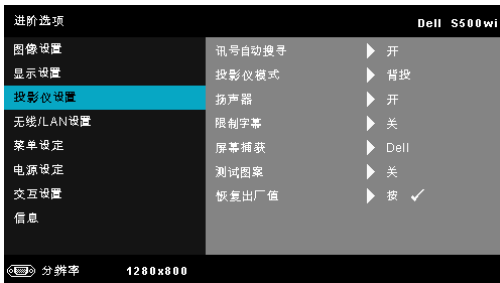 进阶选项 Dell S500wi
图像设置 讯号自动搜寻 开
显示设置 投影仪模式 背投
投影仪设置 扬声器 开
无线/LAN设置 限制字幕 关
菜单设定 屏幕捕获 Dell
电源设定 测试图案 关
交互设置 恢复出厂值 按
信息
分辨率 1280x800